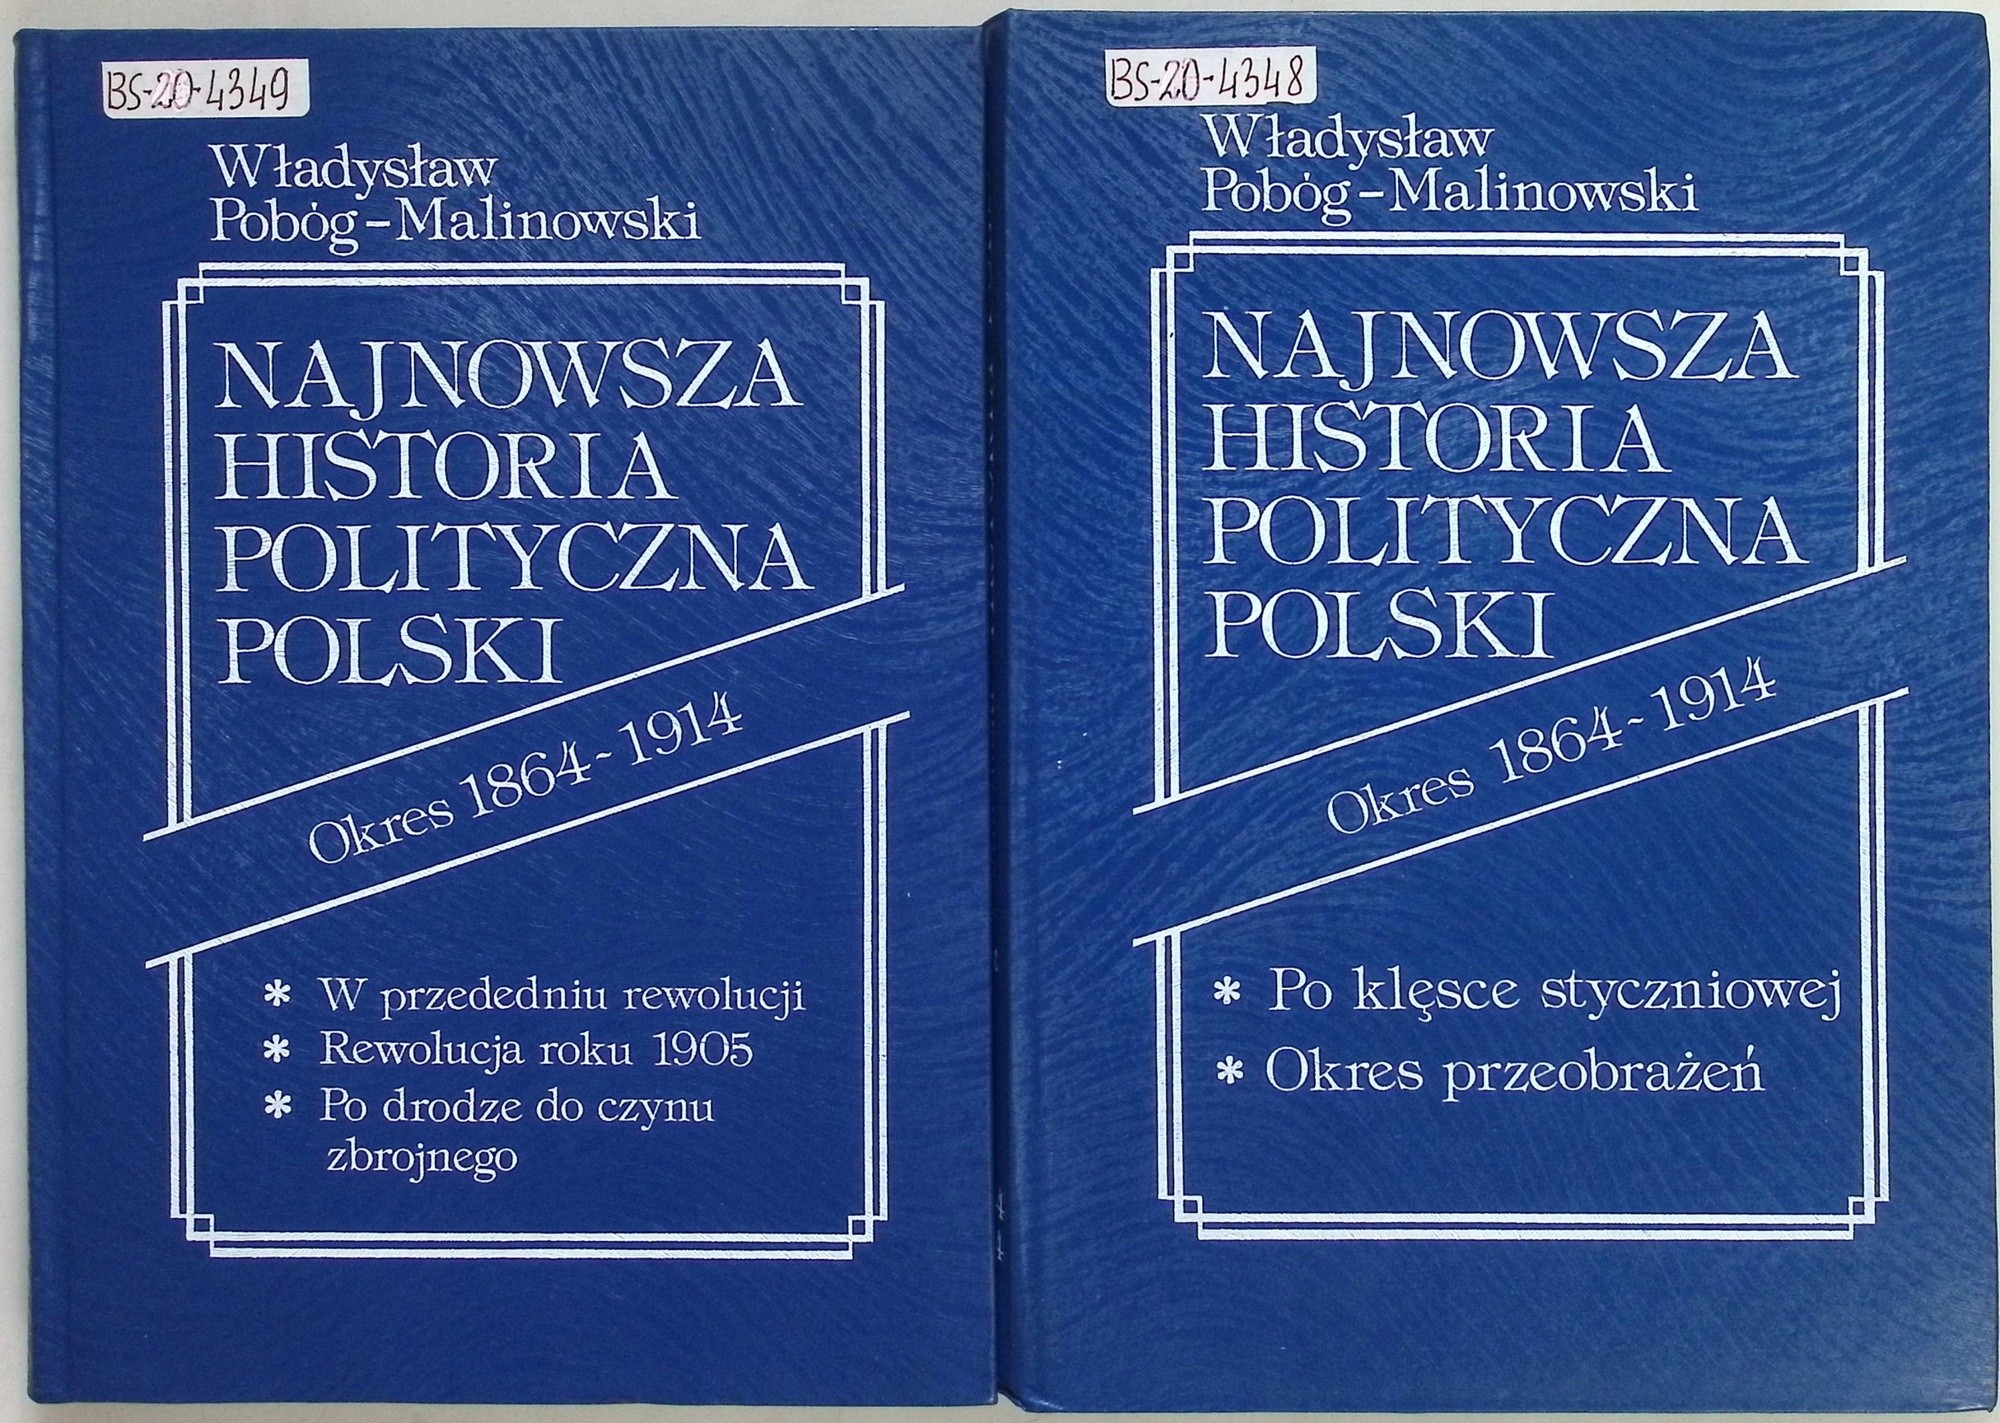 BS-20-4349
Władysław
Pobóg-Malinowski
NAJNOWSZA
HISTORIA
POLITYCZNA
POLSKI
Okres 1864~1914
* W przededniu rewolucji
* Rewolucja roku 1905
* Po drodze do czynu
zbrojnego
BS-20-4348
Władysław
Pobóg-Malinowski
NAJNOWSZA
HISTORIA
POLITYCZNA
POLSKI
Okres 1864~1914
* Po klęsce styczniowej
* Okres przeobrażeń